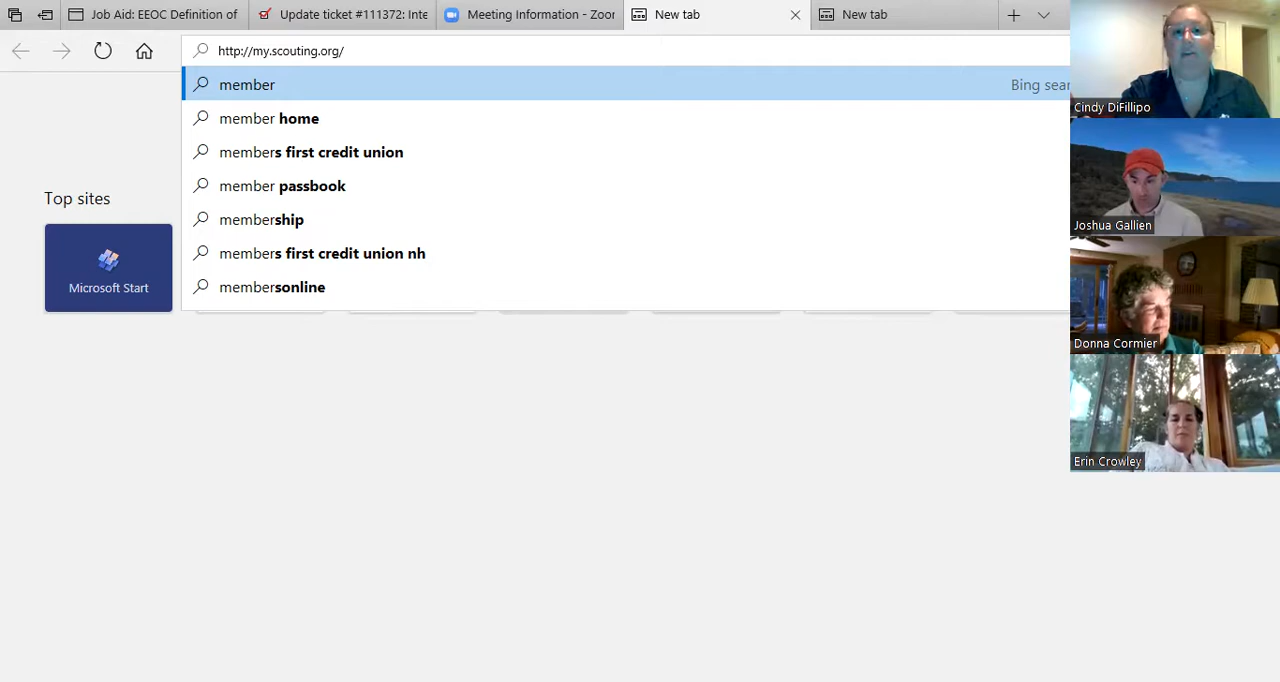 Job Aid: EEOC Definition of
Update ticket #111372: Inte
Meeting Information - Zoor
New tab
New tab
http://my.scouting.org/
member
Bing sear
member home
members first credit union
member passbook
membership
members first credit union nh
membersonline
Top sites
Microsoft Start
Cindy DiFillipo
Joshua Gallien
Donna Cormier
Erin Crowley